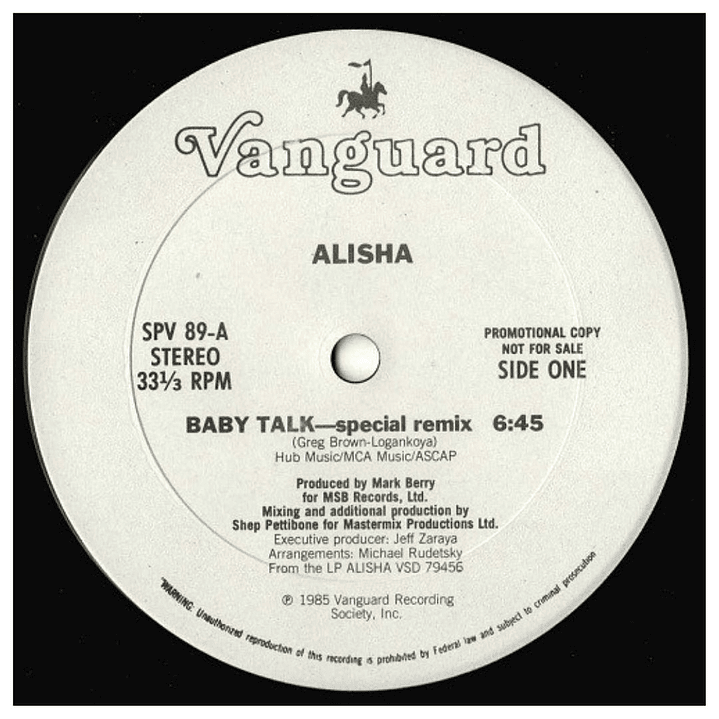 Vanguard
ALISHA
SPV 89-A
STEREO
33⅓ RPM
PROMOTIONAL COPY
NOT FOR SALE
SIDE ONE
BABY TALK—special remix 6:45
(Greg Brown-Logankoya)
Hub Music/MCA Music/ASCAP
Produced by Mark Berry
for MSB Records, Ltd.
Mixing and additional production by
Shep Pettibone for Mastermix Productions Ltd.
Executive producer: Jeff Zaraya
Arrangements: Michael Rudetsky
From the LP ALISHA VSD 79456
℗ 1985 Vanguard Recording
Society, Inc.
"WARNING: Unauthorized reproduction of this recording is prohibited by Federal law and subject to criminal prosecution